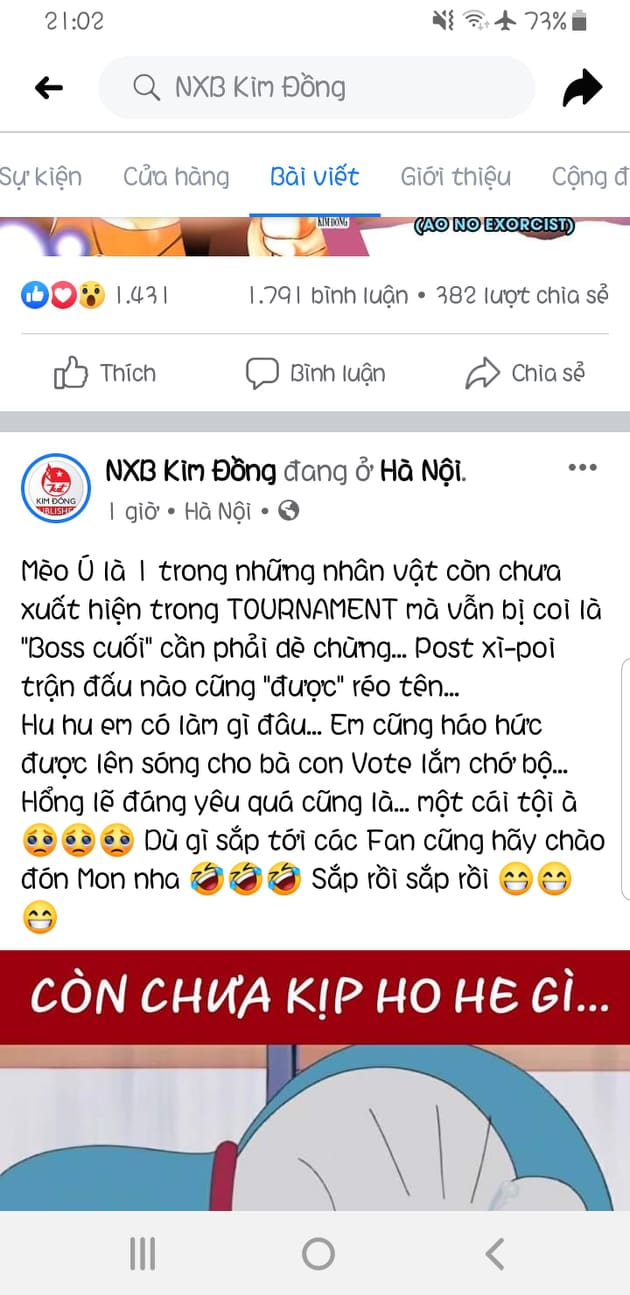 21:02
73%
NXB Kim Đồng
Sự kiện Cửa hàng Bài viết Giới thiệu Cộng đ
KIM ĐỒNG
(AO NO EXORCIST)
1.431 1.791 bình luận • 382 lượt chia sẻ
Thích Bình luận Chia sẻ
NXB Kim Đồng đang ở Hà Nội.
KIM ĐỒNG
1 giờ • Hà Nội •
Mèo Ú là 1 trong những nhân vật còn chưa
xuất hiện trong TOURNAMENT mà vẫn bị coi là
"Boss cuối" cần phải dè chừng... Post xì-poi
trận đấu nào cũng "được" réo tên...
Hu hu em có làm gì đâu... Em cũng háo hức
được lên sóng cho bà con Vote lắm chớ bộ...
Hổng lẽ đáng yêu quá cũng là... một cái tội à
🥺🥺🥺 Dù gì sắp tới các Fan cũng hãy chào
đón Mon nha 🤣🤣🤣 Sắp rồi sắp rồi 😁😁
😁
CÒN CHƯA KỊP HO HE GÌ...